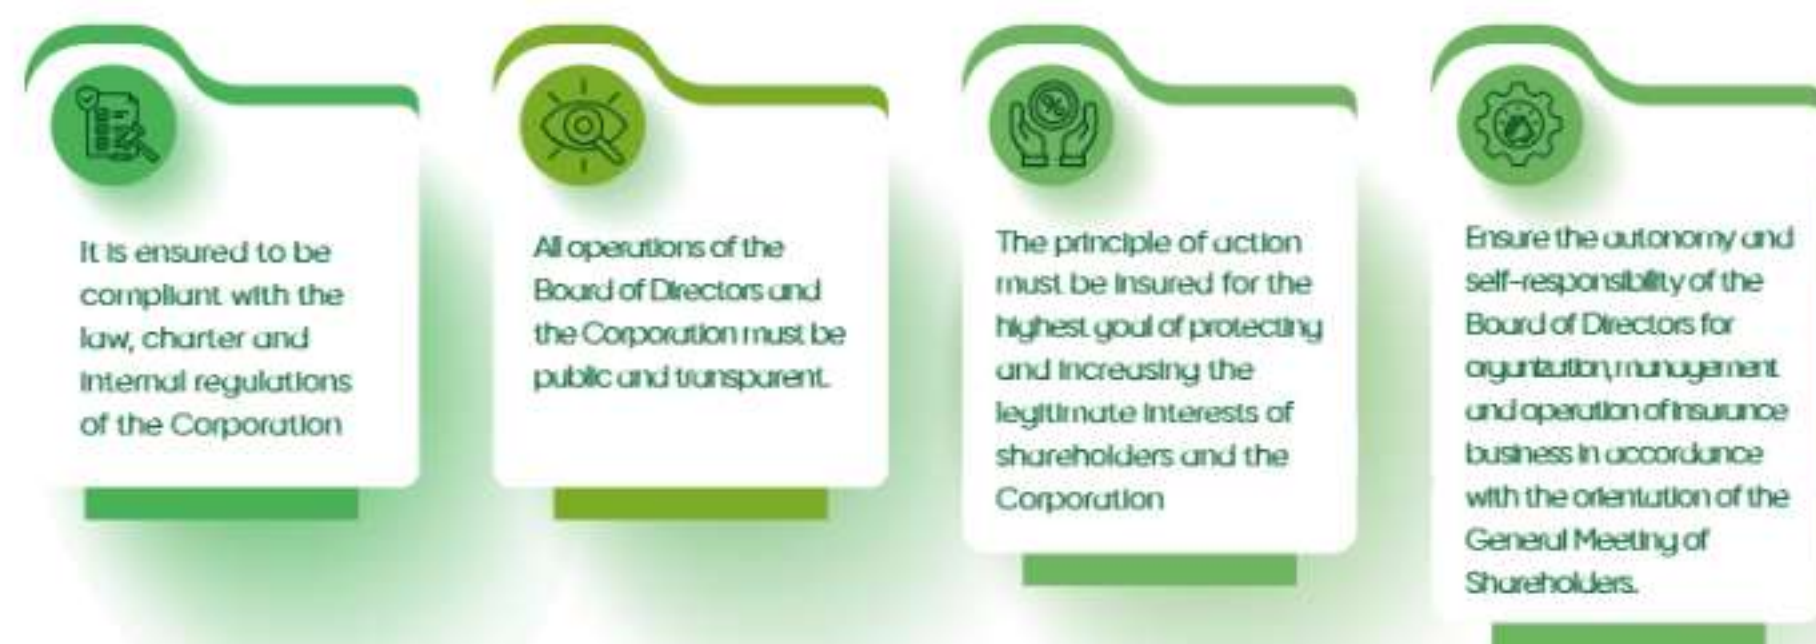 It is ensured to be
compliant with the
law, charter and
internal regulations
of the Corporation
All operations of the
Board of Directors and
the Corporation must be
public and transparent.
The principle of action
must be insured for the
highest goal of protecting
and increasing the
legitimate interests of
shareholders and the
Corporation
Ensure the autonomy and
self-responsibility of the
Board of Directors for
organization, management
and operation of insurance
business in accordance
with the orientation of the
General Meeting of
Shareholders.